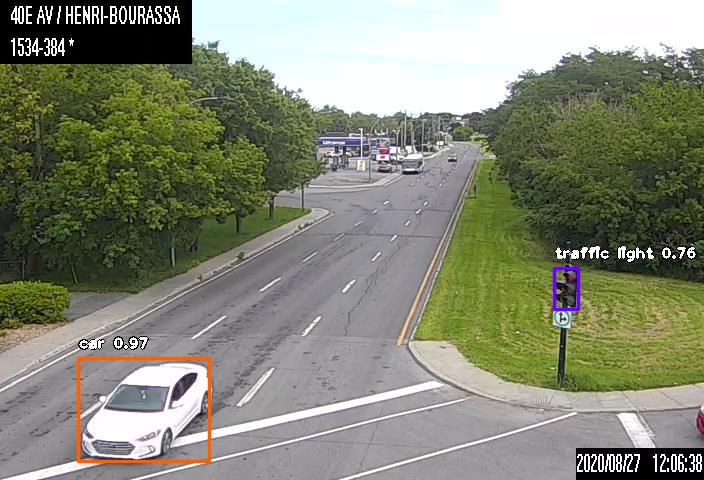 40E AV / HENRI-BOURASSA
1534-384 *
traffic light 0.76
car 0.97
2020/08/27 12:06:38